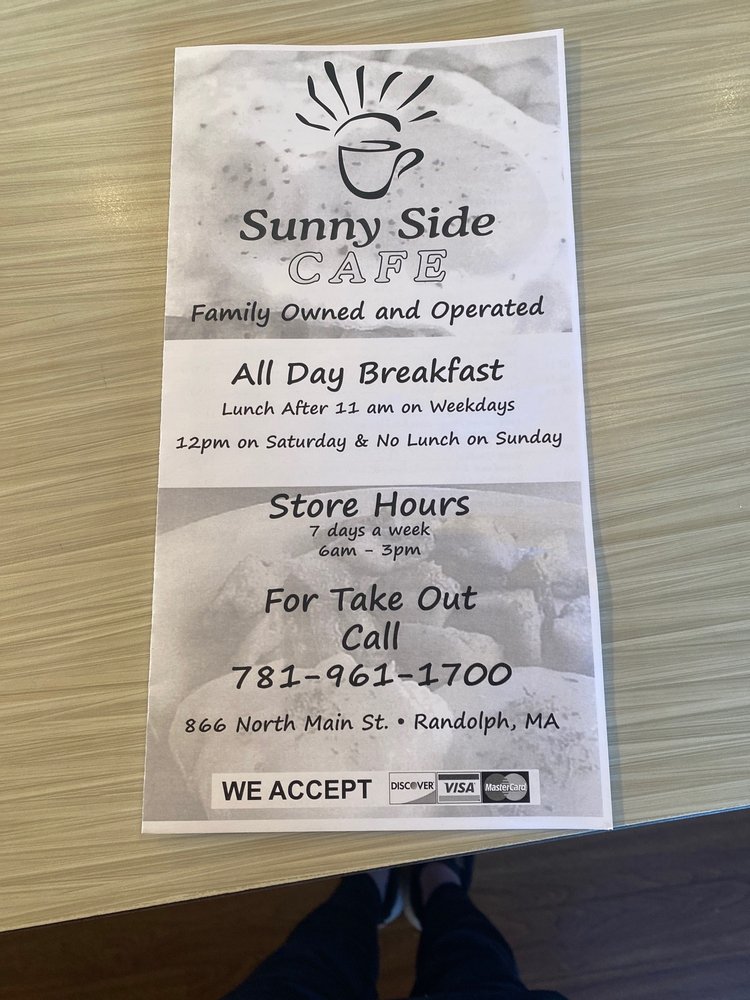 Sunny Side
CAFE
Family Owned and Operated
All Day Breakfast
Lunch After 11 am on Weekdays
12pm on Saturday & No Lunch on Sunday
Store Hours
7 days a week
6am - 3pm
For Take Out
Call
781-961-1700
866 North Main St. • Randolph, MA
WE ACCEPT DISCOVER VISA MasterCard